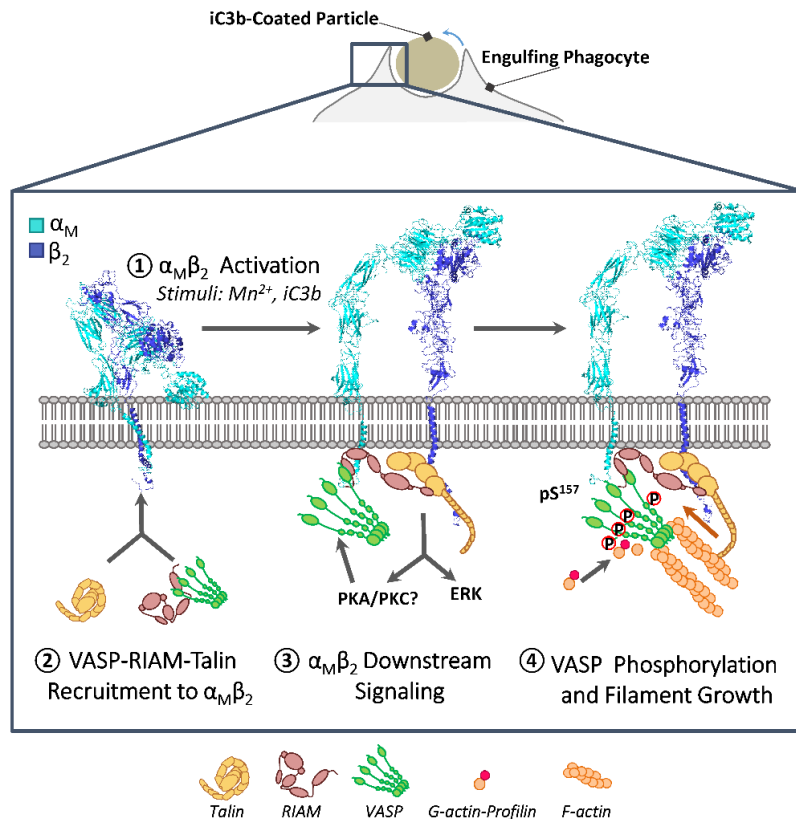 iC3b-Coated Particle
Engulfing Phagocyte
αM
β2
① αMβ2 Activation
Stimuli: Mn²⁺, iC3b
pS¹⁵⁷
P
P
P
P
PKA/PKC?
ERK
② VASP-RIAM-Talin
Recruitment to αMβ2
③ αMβ2 Downstream
Signaling
④ VASP Phosphorylation
and Filament Growth
Talin
RIAM
VASP
G-actin-Profilin
F-actin